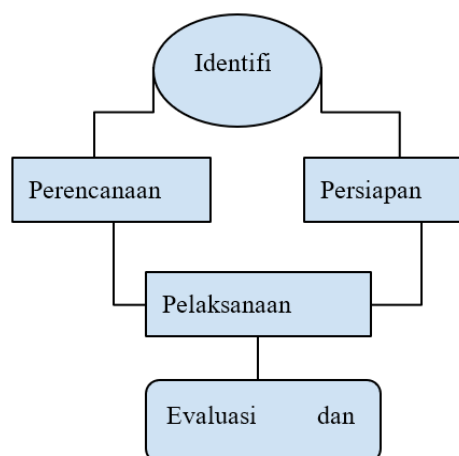 Identifi
Perencanaan
Persiapan
Pelaksanaan
Evaluasi dan